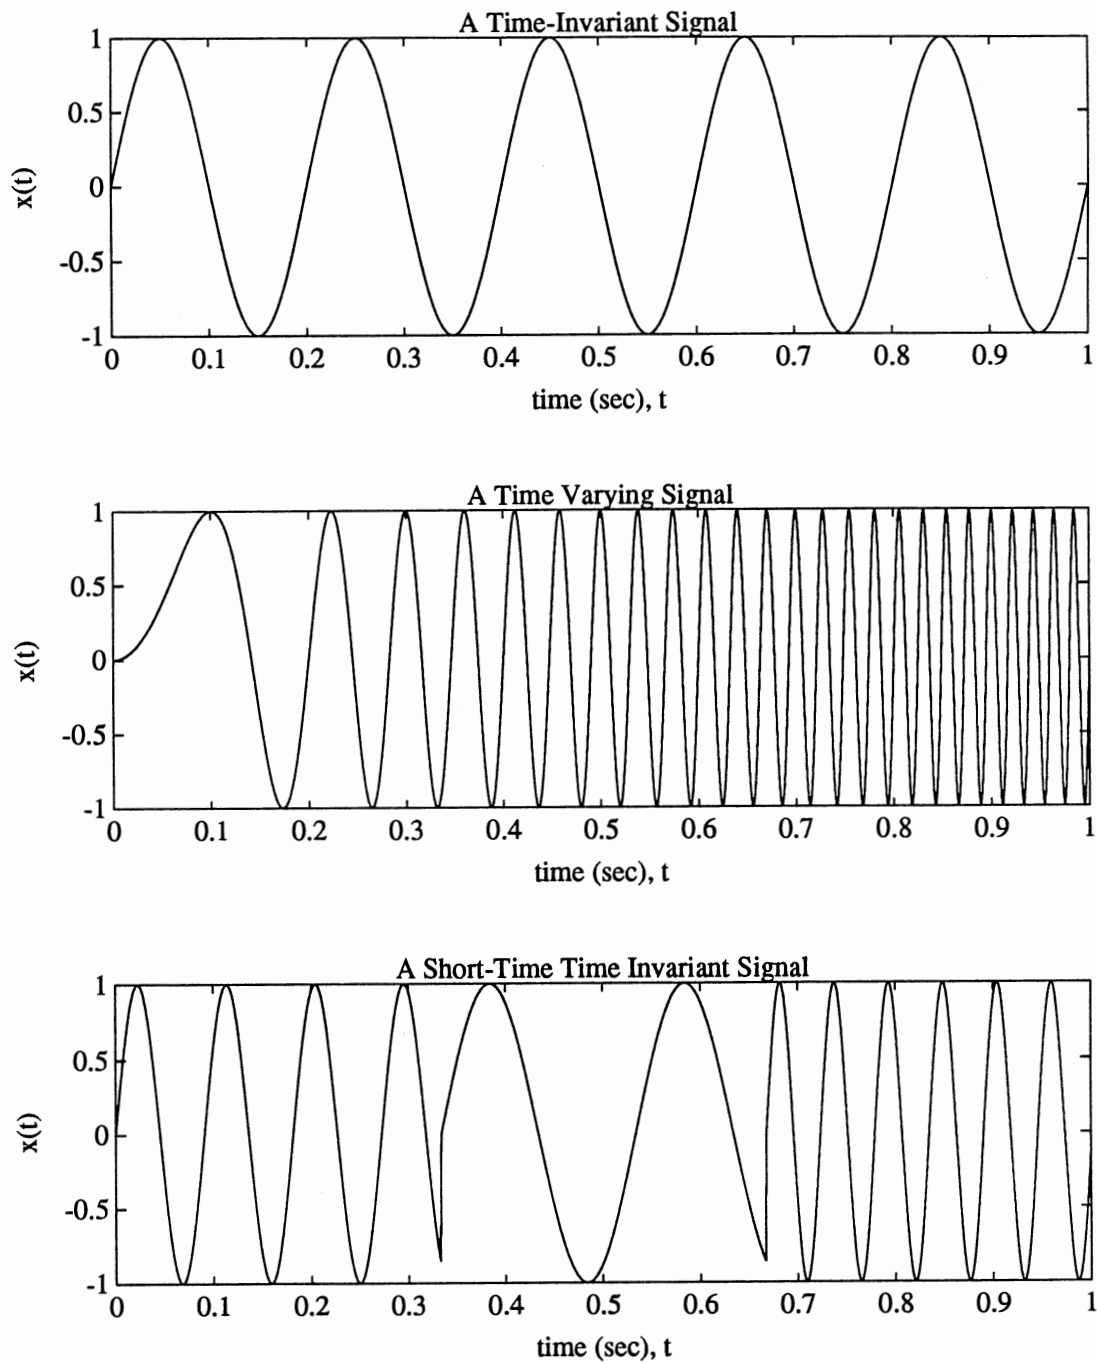 A Time-Invariant Signal
1
0.5
0
-0.5
-1
x(t)
0 0.1 0.2 0.3 0.4 0.5 0.6 0.7 0.8 0.9 1
time (sec), t
A Time Varying Signal
1
0.5
0
-0.5
-1
x(t)
0 0.1 0.2 0.3 0.4 0.5 0.6 0.7 0.8 0.9 1
time (sec), t
A Short-Time Time Invariant Signal
1
0.5
0
-0.5
-1
x(t)
0 0.1 0.2 0.3 0.4 0.5 0.6 0.7 0.8 0.9 1
time (sec), t